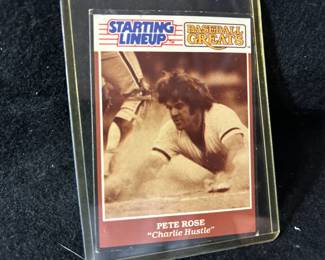 STARTING
LINEUP
BASEBALL
GREATS
PETE ROSE
"Charlie Hustle"